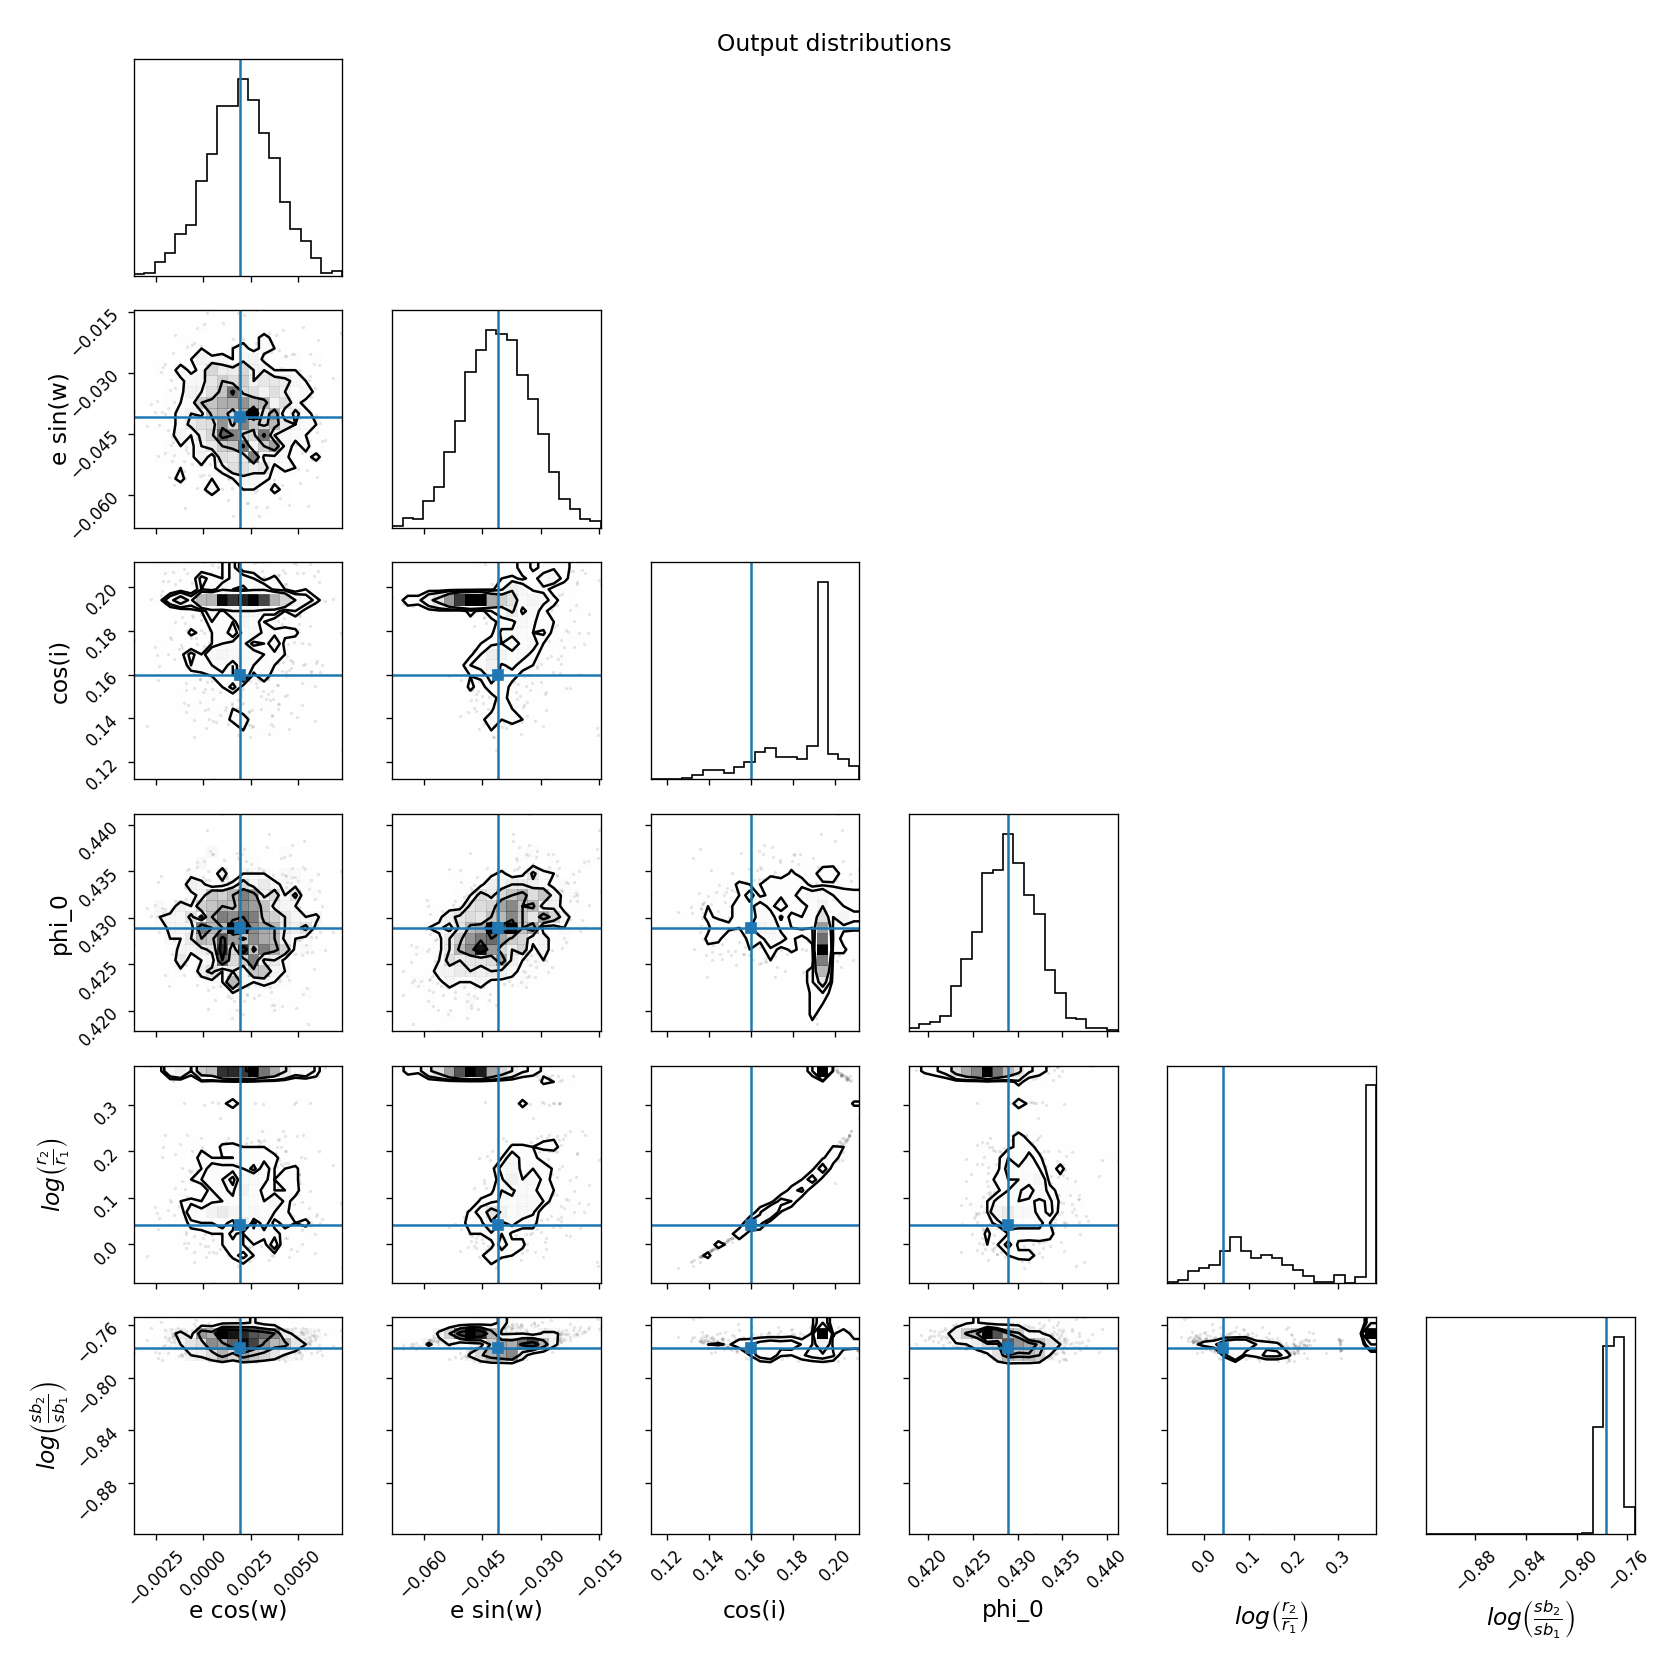 Output distributions
−0.015
−0.030
−0.045
−0.060
e sin(w)
0.20
0.18
0.16
0.14
0.12
cos(i)
0.440
0.435
0.430
0.425
0.420
phi_0
0.3
0.2
0.1
0.0
log(r2/r1)
−0.76
−0.80
−0.84
−0.88
log(sb2/sb1)
−0.0025 0.0000 0.0025 0.0050
−0.060 −0.045 −0.030 −0.015
0.12 0.14 0.16 0.18 0.20
0.420 0.425 0.430 0.435 0.440
0.0 0.1 0.2 0.3
−0.88 −0.84 −0.80 −0.76
e cos(w) e sin(w) cos(i) phi_0 log(r2/r1) log(sb2/sb1)